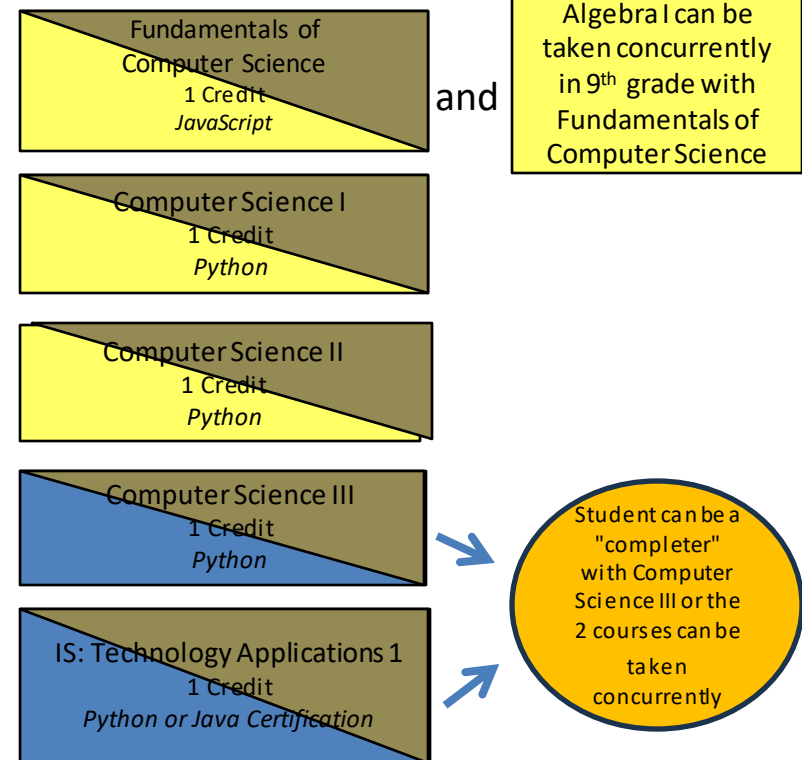 Fundamentals of
Computer Science
1 Credit
JavaScript
and
Algebra I can be
taken concurrently
in 9th grade with
Fundamentals of
Computer Science
Computer Science I
1 Credit
Python
Computer Science II
1 Credit
Python
Computer Science III
1 Credit
Python
IS: Technology Applications 1
1 Credit
Python or Java Certification
Student can be a
"completer"
with Computer
Science III or the
2 courses can be
taken
concurrently